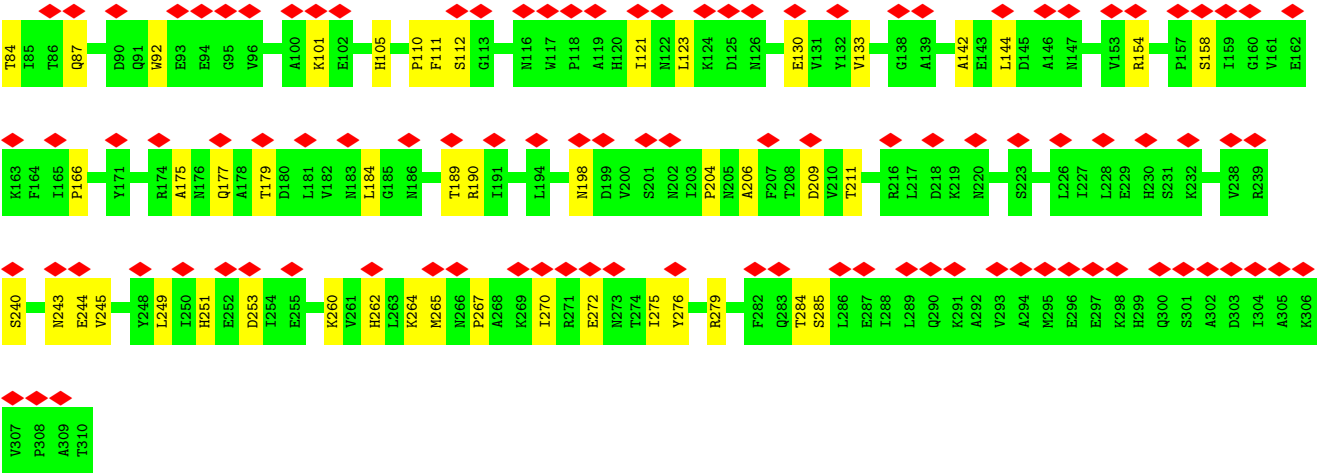 T84 I85 T86 Q87 D90 Q91 W92 E93 E94 G95 V96 A100 K101 E102 H105 P110 F111 S112 G113 N116 W117 P118 A119 H120 I121 N122 L123 K124 D125 N126 E130 V131 Y132 V133 G138 A139 A142 E143 L144 D145 A146 N147 V153 R154 P157 S158 I159 G160 V161 E162
K163 F164 I165 P166 Y171 R174 A175 N176 Q177 A178 T179 D180 L181 V182 N183 L184 G185 N186 T189 R190 I191 L194 N198 D199 V200 S201 N202 I203 P204 N205 A206 F207 T208 D209 V210 T211 R216 L217 D218 K219 N220 S223 L226 I227 L228 E229 H230 S231 K232 V238 R239
S240 N243 E244 V245 Y248 L249 I250 H251 E252 D253 I254 E255 K260 V261 H262 L263 K264 M265 N266 P267 A268 K269 I270 R271 E272 N273 T274 I275 Y276 R279 F282 Q283 T284 S285 L286 E287 I288 L289 Q290 K291 A292 V293 A294 M295 E296 E297 K298 H299 Q300 S301 A302 D303 I304 A305 K306
V307 P308 A309 T310